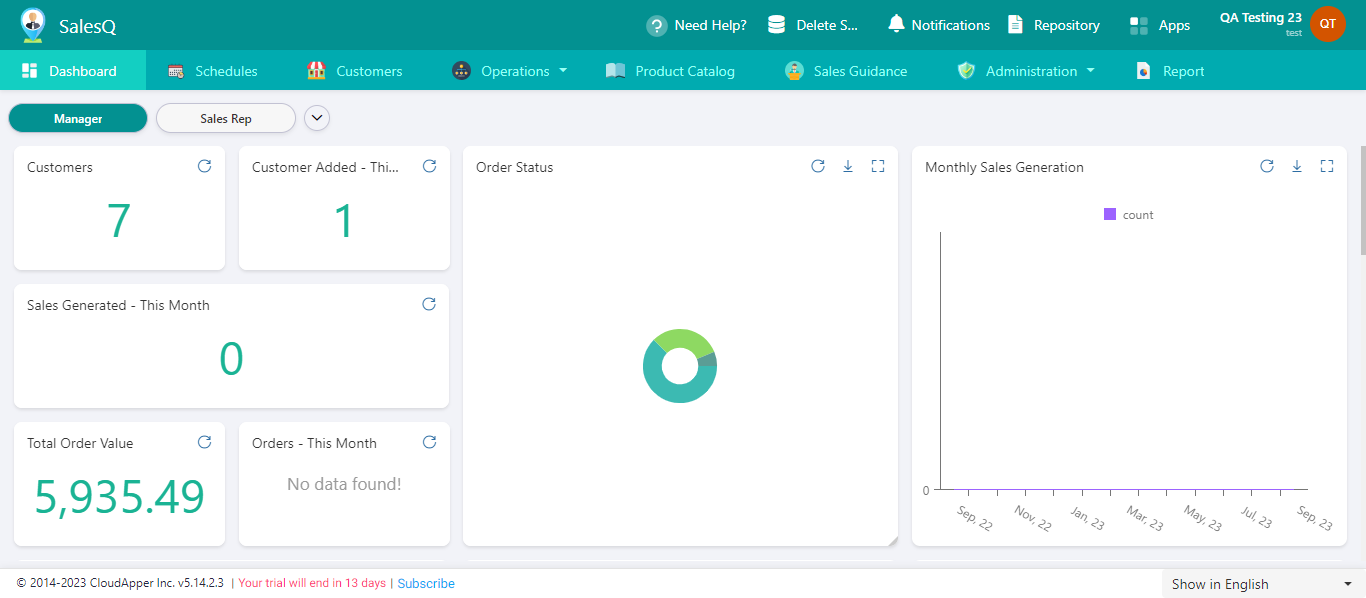 SalesQ
Need Help?
Delete S...
Notifications
Repository
Apps
QA Testing 23
test
QT
Dashboard
Schedules
Customers
Operations
Product Catalog
Sales Guidance
Administration
Report
Manager
Sales Rep
Customers
7
Customer Added - Thi...
1
Sales Generated - This Month
0
Total Order Value
5,935.49
Orders - This Month
No data found!
Order Status
Monthly Sales Generation
count
0
Sep, 22
Nov, 22
Jan, 23
Mar, 23
May, 23
Jul, 23
Sep, 23
© 2014-2023 CloudApper Inc. v5.14.2.3 | Your trial will end in 13 days | Subscribe
Show in English